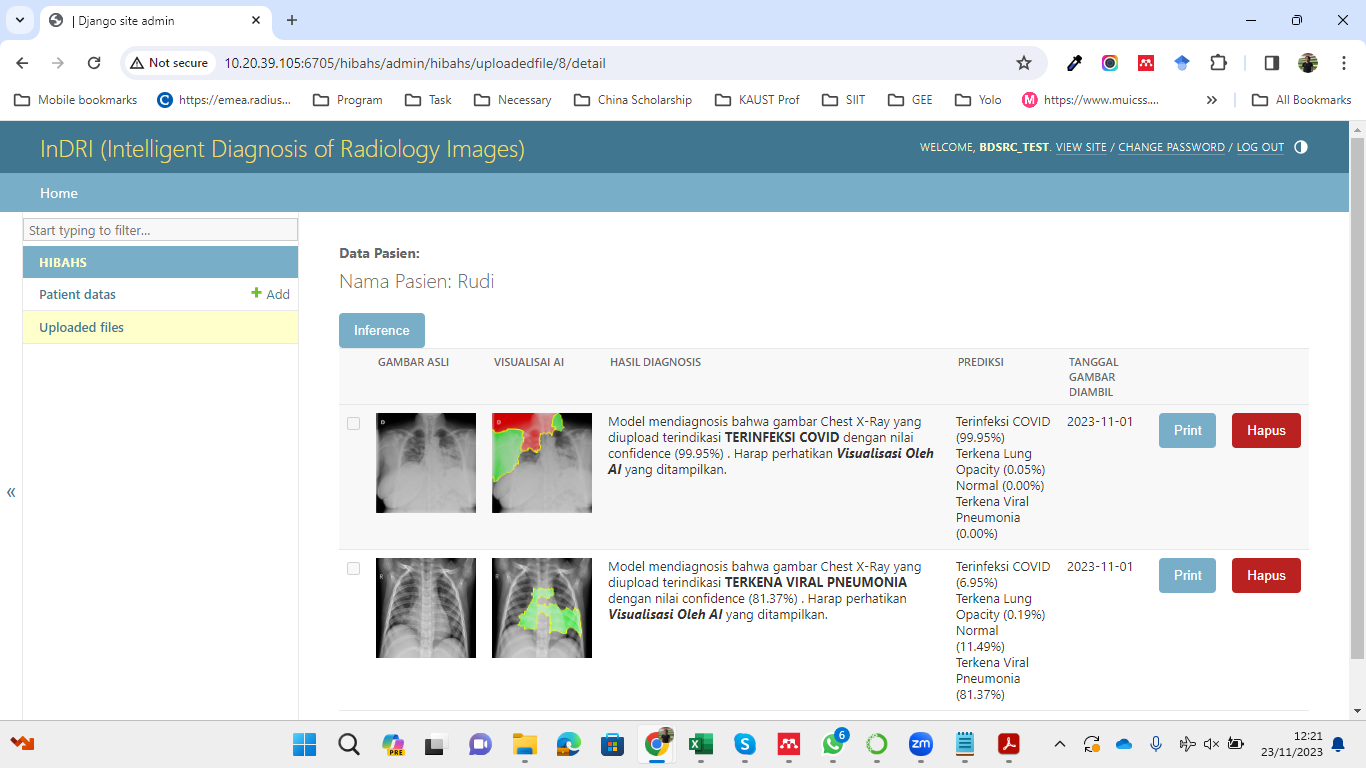 | Django site admin
Not secure
10.20.39.105:6705/hibahs/admin/hibahs/uploadedfile/8/detail
Mobile bookmarks
https://emea.radius...
Program
Task
Necessary
China Scholarship
KAUST Prof
SIIT
GEE
Yolo
https://www.muicss....
All Bookmarks
InDRI (Intelligent Diagnosis of Radiology Images)
WELCOME, BDSRC_TEST. VIEW SITE / CHANGE PASSWORD / LOG OUT
Home
Start typing to filter...
HIBAHS
Patient datas
Add
Uploaded files
Data Pasien:
Nama Pasien: Rudi
Inference
GAMBAR ASLI
VISUALISAI AI
HASIL DIAGNOSIS
PREDIKSI
TANGGAL
GAMBAR
DIAMBIL
D
D
Model mendiagnosis bahwa gambar Chest X-Ray yang
diupload terindikasi TERINFEKSI COVID dengan nilai
confidence (99.95%) . Harap perhatikan Visualisasi Oleh
AI yang ditampilkan.
Terinfeksi COVID
(99.95%)
Terkena Lung
Opacity (0.05%)
Normal (0.00%)
Terkena Viral
Pneumonia
(0.00%)
2023-11-01
Print
Hapus
R
R
Model mendiagnosis bahwa gambar Chest X-Ray yang
diupload terindikasi TERKENA VIRAL PNEUMONIA
dengan nilai confidence (81.37%) . Harap perhatikan
Visualisasi Oleh AI yang ditampilkan.
Terinfeksi COVID
(6.95%)
Terkena Lung
Opacity (0.19%)
Normal
(11.49%)
Terkena Viral
Pneumonia
(81.37%)
2023-11-01
Print
Hapus
PRE
6
zm
12:21
23/11/2023